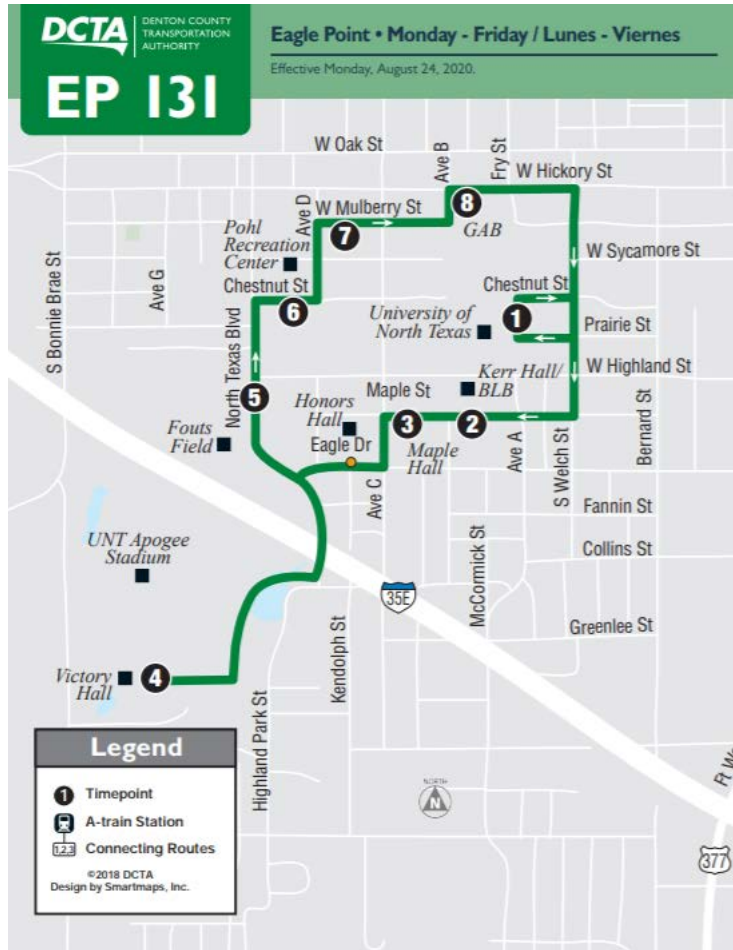 DCTA
DENTON COUNTY
TRANSPORTATION
AUTHORITY
EP 131
Eagle Point • Monday - Friday / Lunes - Viernes
Effective Monday, August 24, 2020.
W Oak St
Ave B
Fry St
W Hickory St
Ave D
W Mulberry St
8
GAB
7
Pohl
Recreation
Center
W Sycamore St
S Bonnie Brae St
Ave G
Chestnut St
6
Chestnut St
University of
North Texas
1
Prairie St
North Texas Blvd
Kerr Hall/
BLB
W Highland St
5
Maple St
Honors
Hall
3
2
Fouts
Field
Eagle Dr
Maple
Hall
Ave A
S Welch St
Bernard St
Ave C
Fannin St
UNT Apogee
Stadium
McCormick St
Collins St
35E
Greenlee St
Kendolph St
Victory
Hall
4
Highland Park St
Legend
1 Timepoint
A-train Station
1,2,3 Connecting Routes
©2018 DCTA
Design by Smartmaps, Inc.
NORTH
N
Ft W
377